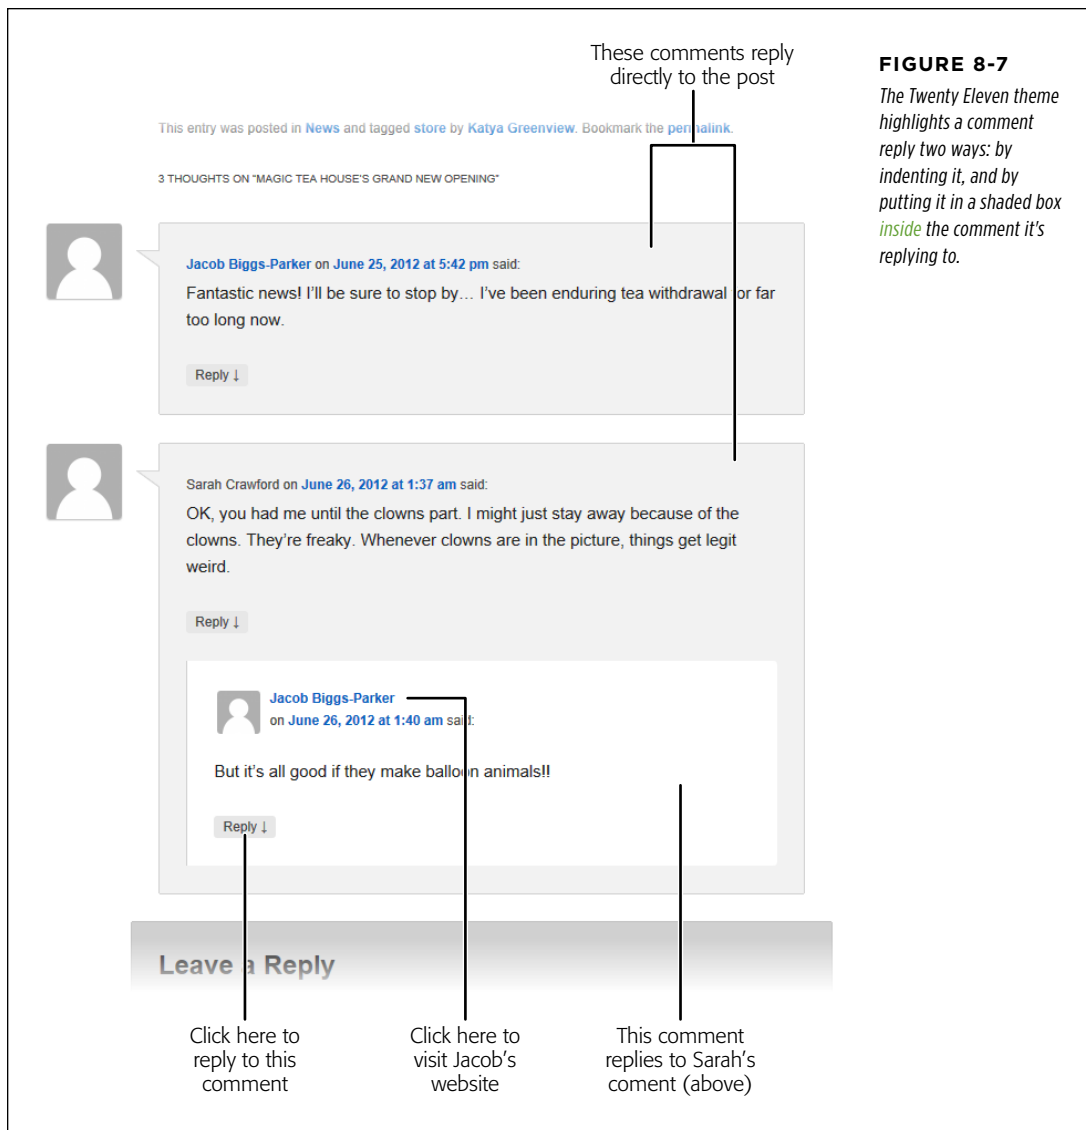 These comments reply
directly to the post
FIGURE 8-7
The Twenty Eleven theme
highlights a comment
reply two ways: by
indenting it, and by
putting it in a shaded box
inside the comment it's
replying to.
This entry was posted in News and tagged store by Katya Greenview. Bookmark the permalink.
3 THOUGHTS ON “MAGIC TEA HOUSE’S GRAND NEW OPENING”
Jacob Biggs-Parker on June 25, 2012 at 5:42 pm said:
Fantastic news! I’ll be sure to stop by… I’ve been enduring tea withdrawal for far
too long now.
Reply ↓
Sarah Crawford on June 26, 2012 at 1:37 am said:
OK, you had me until the clowns part. I might just stay away because of the
clowns. They’re freaky. Whenever clowns are in the picture, things get legit
weird.
Reply ↓
Jacob Biggs-Parker
on June 26, 2012 at 1:40 am said:
But it’s all good if they make balloon animals!!
Reply ↓
Leave a Reply
Click here to
reply to this
comment
Click here to
visit Jacob’s
website
This comment
replies to Sarah’s
coment (above)